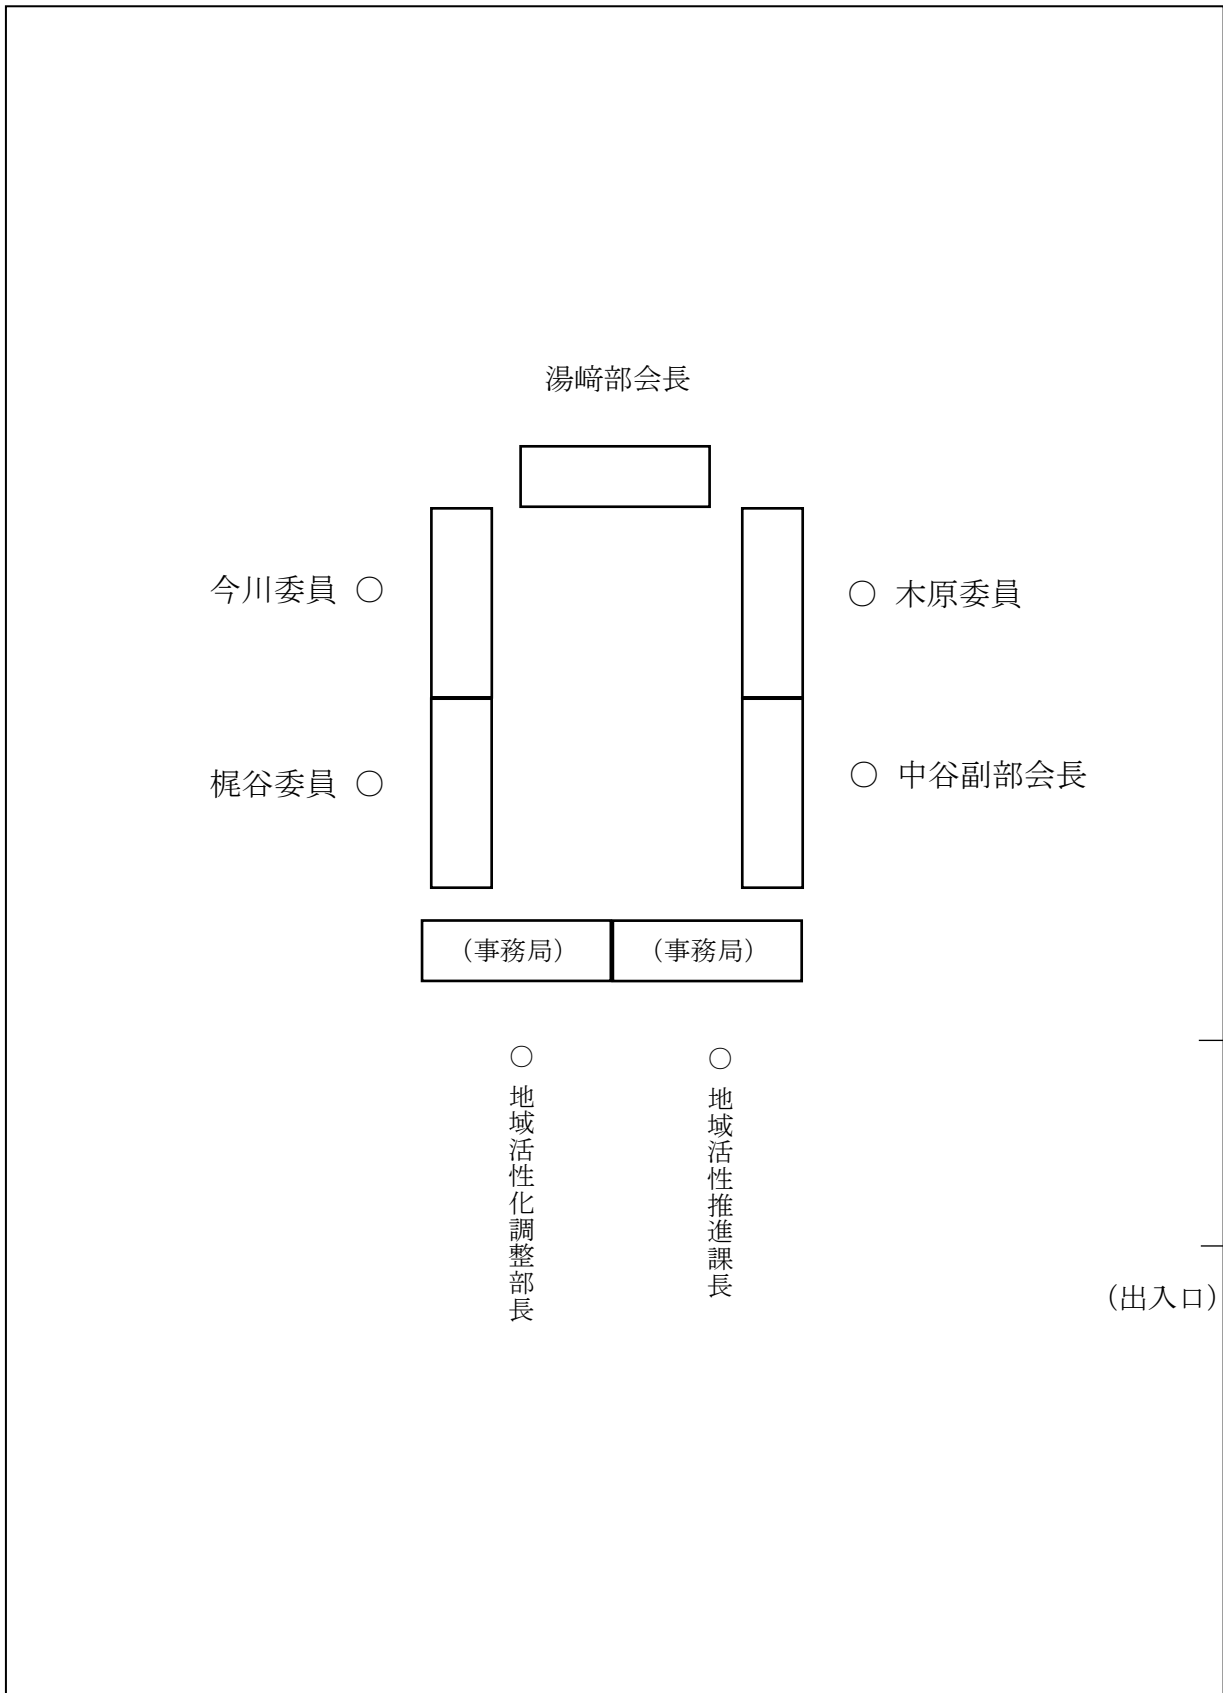 湯﨑部会長
今川委員 ○
○ 木原委員
梶谷委員 ○
○ 中谷副部会長
（事務局）
（事務局）
○ 地域活性化調整部長
○ 地域活性推進課長
（出入口）